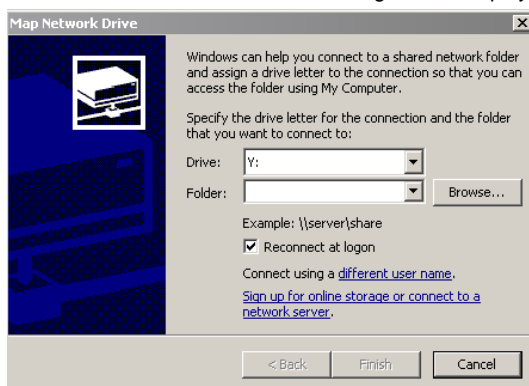 Map Network Drive
Windows can help you connect to a shared network folder
and assign a drive letter to the connection so that you can
access the folder using My Computer.
Specify the drive letter for the connection and the folder
that you want to connect to:
Drive: Y:
Folder: Browse...
Example: \\server\share
Reconnect at logon
Connect using a different user name.
Sign up for online storage or connect to a
network server.
< Back Finish Cancel